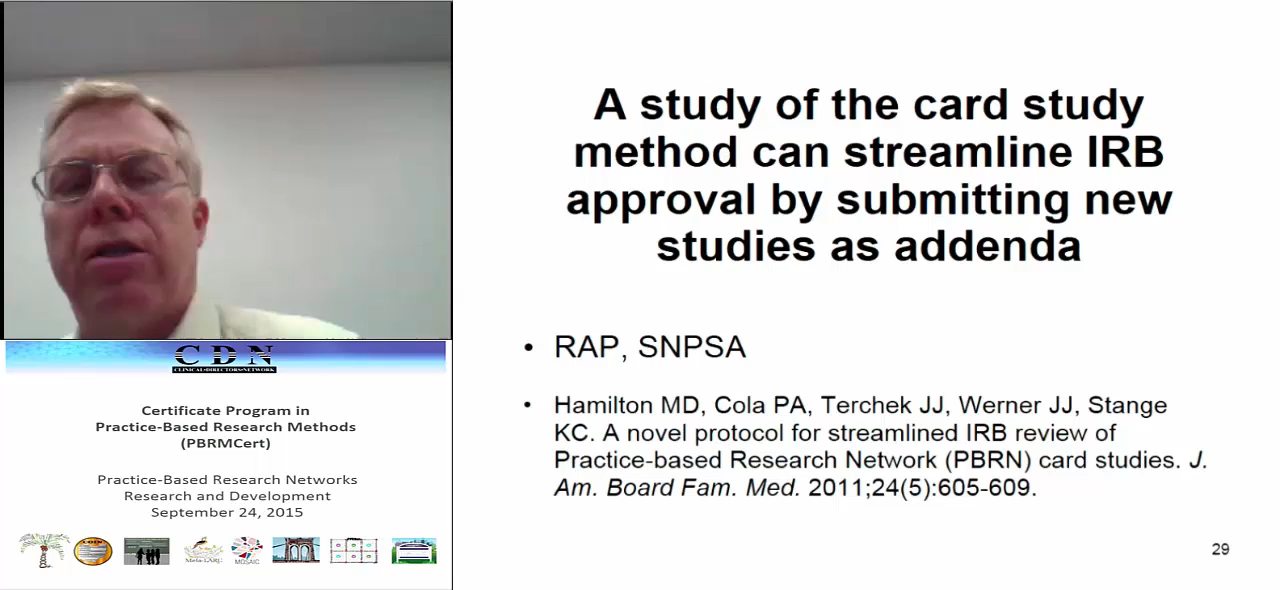 A study of the card study
method can streamline IRB
approval by submitting new
studies as addenda
• RAP, SNPSA
• Hamilton MD, Cola PA, Terchek JJ, Werner JJ, Stange
KC. A novel protocol for streamlined IRB review of
Practice-based Research Network (PBRN) card studies. J.
Am. Board Fam. Med. 2011;24(5):605-609.
29
CDN
CLINICAL•DIRECTORS•NETWORK
Certificate Program in
Practice-Based Research Methods
(PBRMCert)
Practice-Based Research Networks
Research and Development
September 24, 2015
MOSAIC